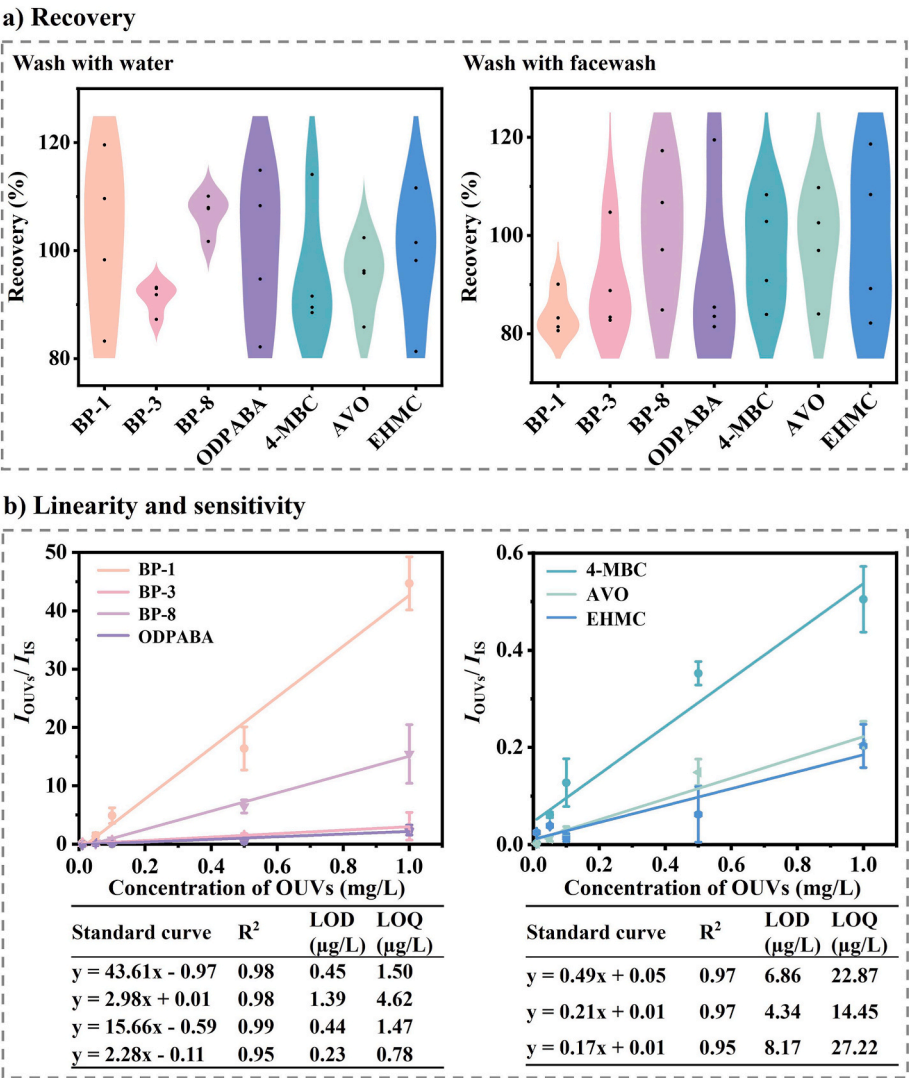 a) Recovery
Wash with water
Wash with facewash
Recovery (%)
120
100
80
BP-1
BP-3
BP-8
ODPABA
4-MBC
AVO
EHMC
Recovery (%)
120
100
80
BP-1
BP-3
BP-8
ODPABA
4-MBC
AVO
EHMC
b) Linearity and sensitivity
I_OUVs / I_IS
50
40
30
20
10
0
BP-1
BP-3
BP-8
ODPABA
0.0 0.2 0.4 0.6 0.8 1.0
Concentration of OUVs (mg/L)
I_OUVs / I_IS
0.6
0.4
0.2
0.0
4-MBC
AVO
EHMC
0.0 0.2 0.4 0.6 0.8 1.0
Concentration of OUVs (mg/L)
Standard curve R² LOD (µg/L) LOQ (µg/L)
y = 43.61x - 0.97 0.98 0.45 1.50
y = 2.98x + 0.01 0.98 1.39 4.62
y = 15.66x - 0.59 0.99 0.44 1.47
y = 2.28x - 0.11 0.95 0.23 0.78
Standard curve R² LOD (µg/L) LOQ (µg/L)
y = 0.49x + 0.05 0.97 6.86 22.87
y = 0.21x + 0.01 0.97 4.34 14.45
y = 0.17x + 0.01 0.95 8.17 27.22